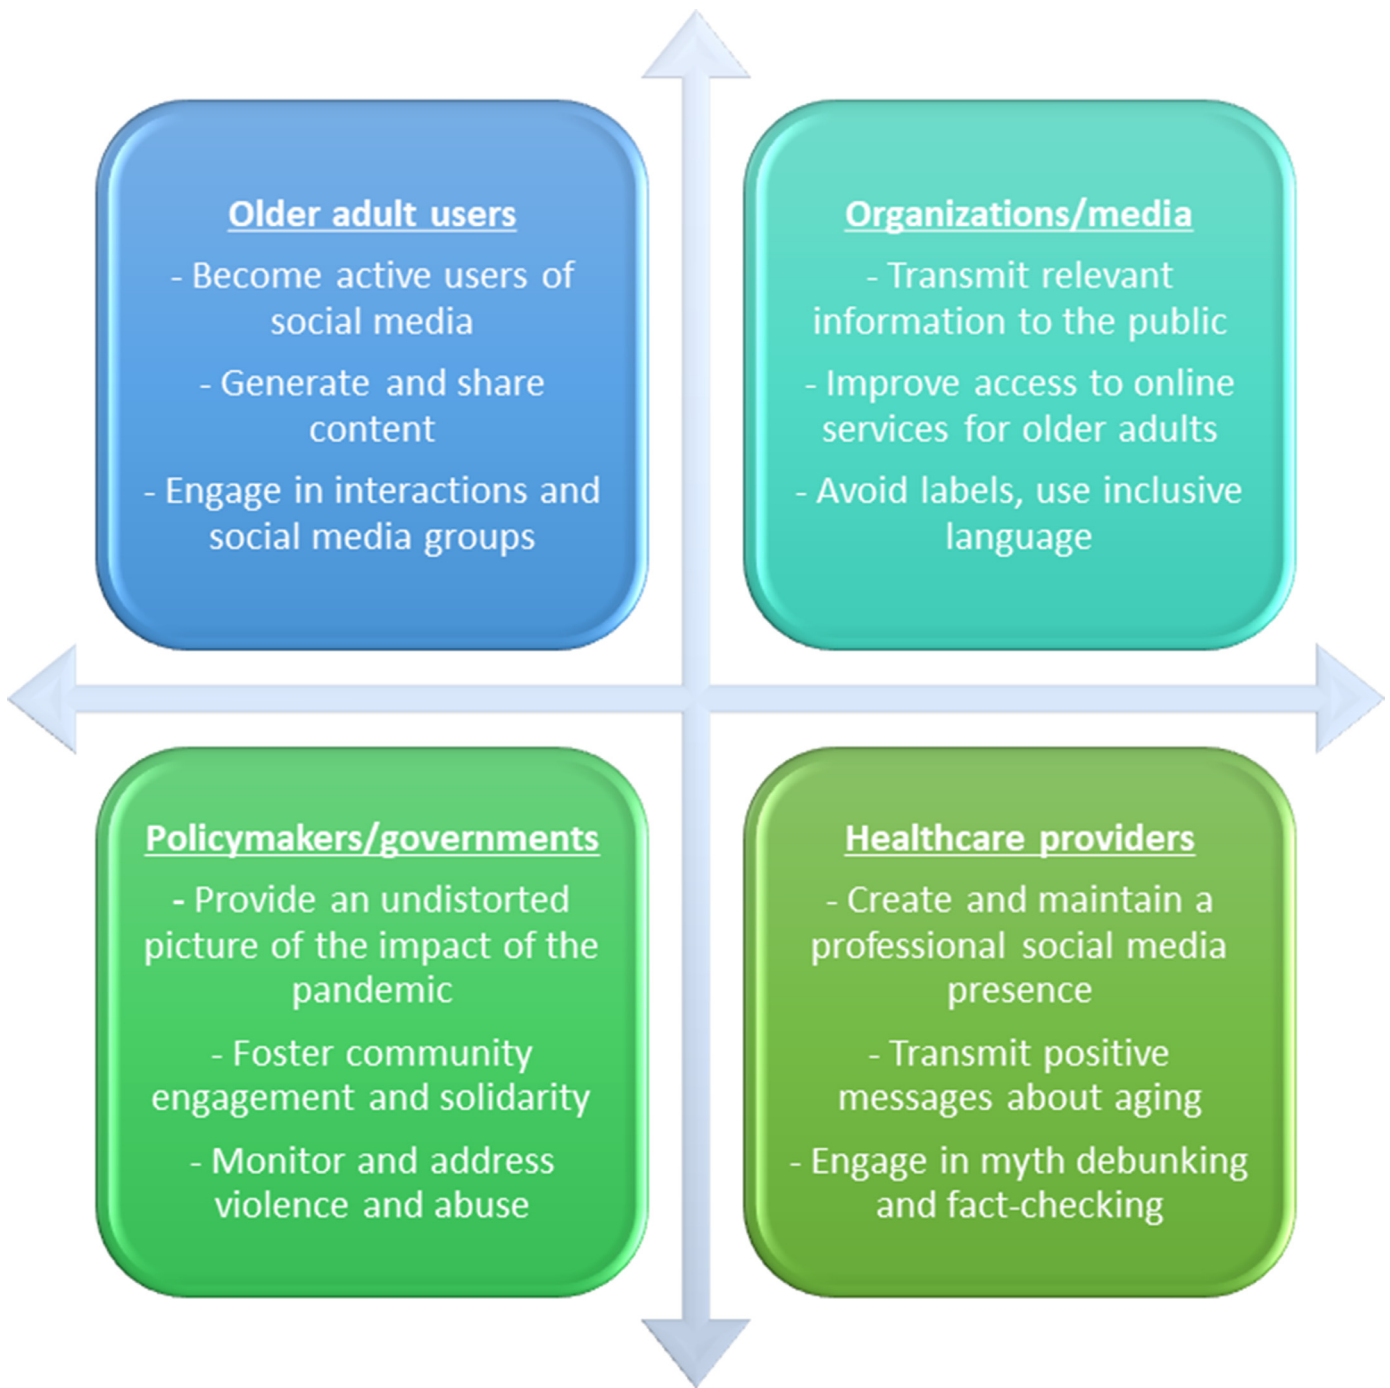 Older adult users
- Become active users of
social media
- Generate and share
content
- Engage in interactions and
social media groups
Organizations/media
- Transmit relevant
information to the public
- Improve access to online
services for older adults
- Avoid labels, use inclusive
language
Policymakers/governments
- Provide an undistorted
picture of the impact of the
pandemic
- Foster community
engagement and solidarity
- Monitor and address
violence and abuse
Healthcare providers
- Create and maintain a
professional social media
presence
- Transmit positive
messages about aging
- Engage in myth debunking
and fact-checking